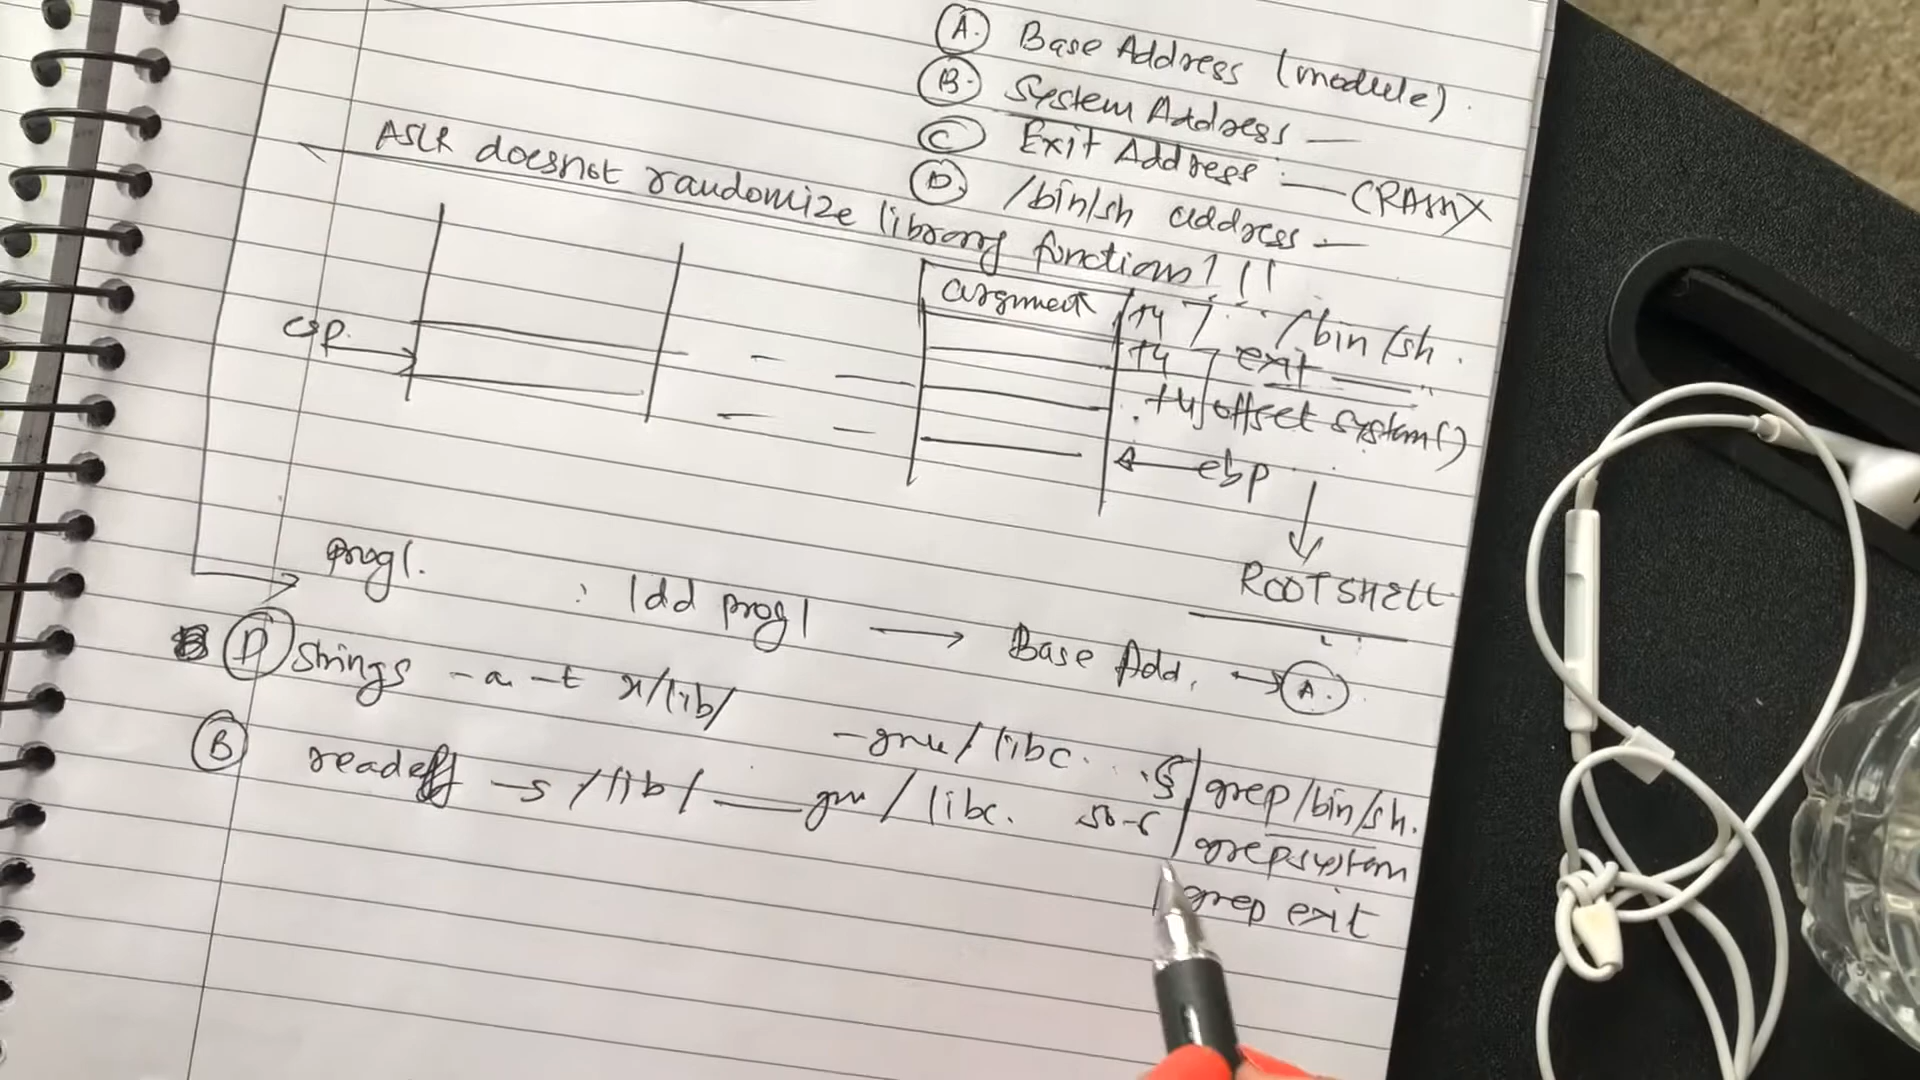 A. Base Address (module)
B. System Address —
C Exit Address — CRASHX
D. /bin/sh address —
ASLR doesnot randomize library functions!!!
argument +4 /bin/sh.
esp. +4 exit
+4 offset system()
ebp
ROOTSHELL
prog1. : ldd prog1 → Base Add. → A.
D strings -a -t x/lib/ -gnu/libc. .6 | grep/bin/sh.
B readelf -s /lib/ — gnu/libc. so-6 | grep system
| grep exit